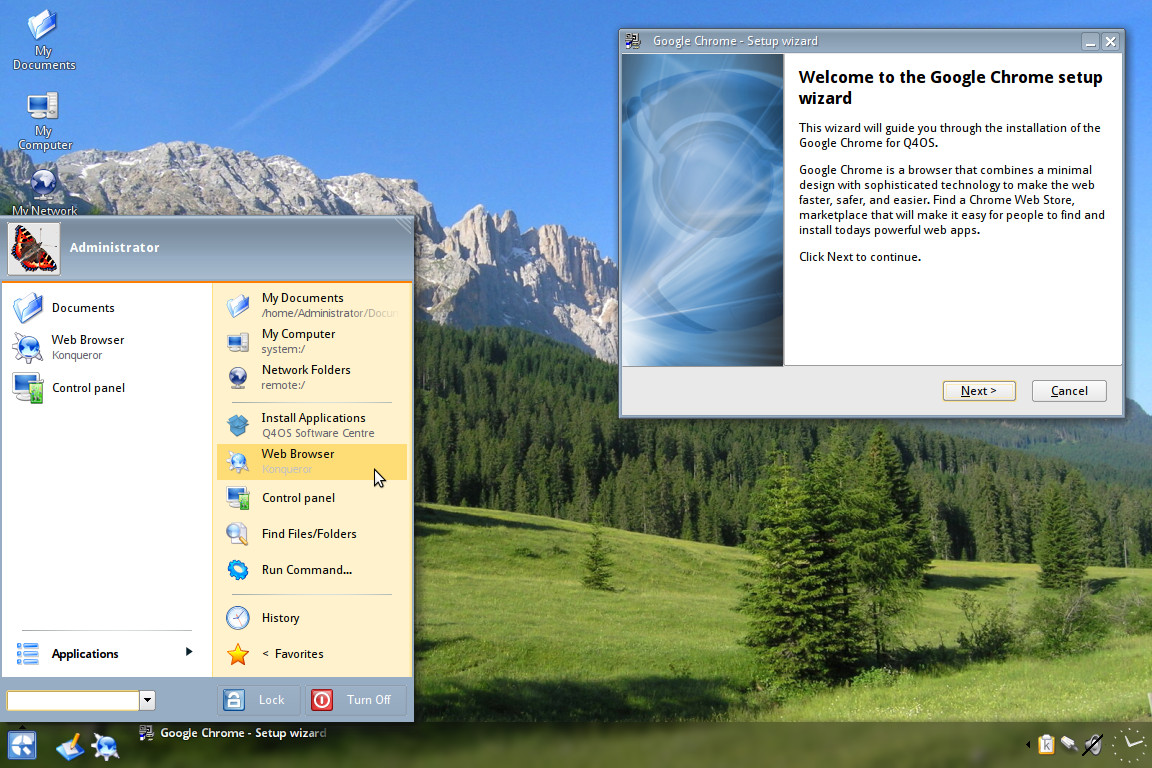 My
Documents
My
Computer
My Network
Google Chrome - Setup wizard
Welcome to the Google Chrome setup
wizard
This wizard will guide you through the installation of the
Google Chrome for Q4OS.
Google Chrome is a browser that combines a minimal
design with sophisticated technology to make the web
faster, safer, and easier. Find a Chrome Web Store,
marketplace that will make it easy for people to find and
install todays powerful web apps.
Click Next to continue.
Next >
Cancel
Administrator
Documents
Web Browser
Konqueror
Control panel
Applications
My Documents
/home/Administrator/Docu
My Computer
system:/
Network Folders
remote:/
Install Applications
Q4OS Software Centre
Web Browser
Konqueror
Control panel
Find Files/Folders
Run Command...
History
< Favorites
Lock
Turn Off
Google Chrome - Setup wizard